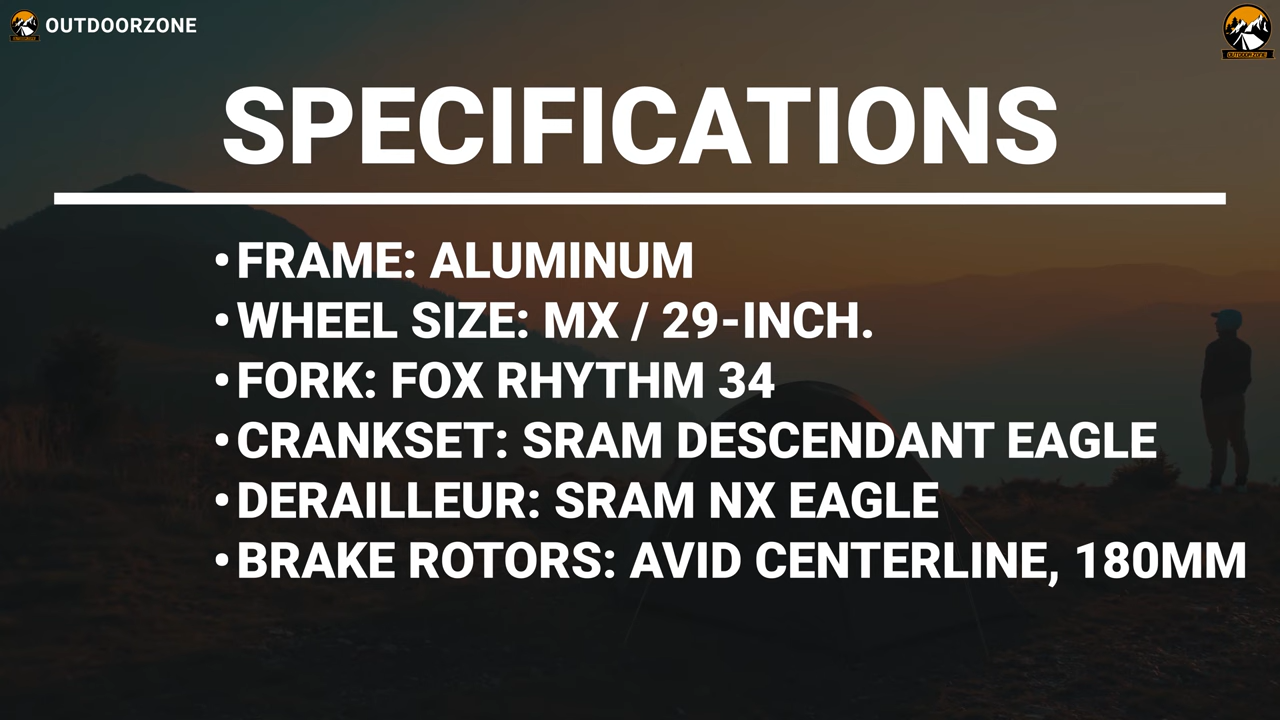 OUTDOORZONE
SPECIFICATIONS
•FRAME: ALUMINUM
•WHEEL SIZE: MX / 29-INCH.
•FORK: FOX RHYTHM 34
•CRANKSET: SRAM DESCENDANT EAGLE
•DERAILLEUR: SRAM NX EAGLE
•BRAKE ROTORS: AVID CENTERLINE, 180MM
OUTDOORZONE